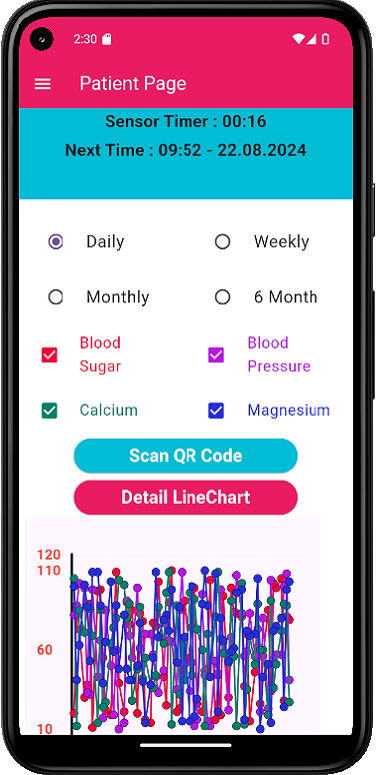 2:30
Patient Page
Sensor Timer : 00:16
Next Time : 09:52 - 22.08.2024
Daily
Weekly
Monthly
6 Month
Blood
Sugar
Blood
Pressure
Calcium
Magnesium
Scan QR Code
Detail LineChart
120
110
60
10